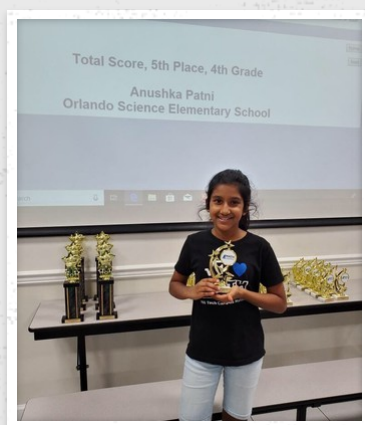 Total Score, 5th Place, 4th Grade
Anushka Patni
Orlando Science Elementary School